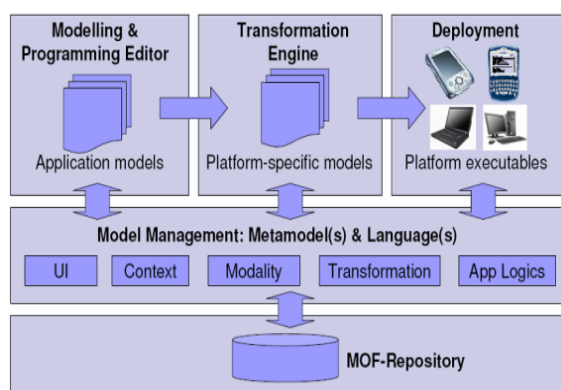 Modelling &
Programming Editor
Application models
Transformation
Engine
Platform-specific models
Deployment
Platform executables
Model Management: Metamodel(s) & Language(s)
UI
Context
Modality
Transformation
App Logics
MOF-Repository